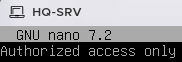 HQ-SRV
GNU nano 7.2
Authorized access only